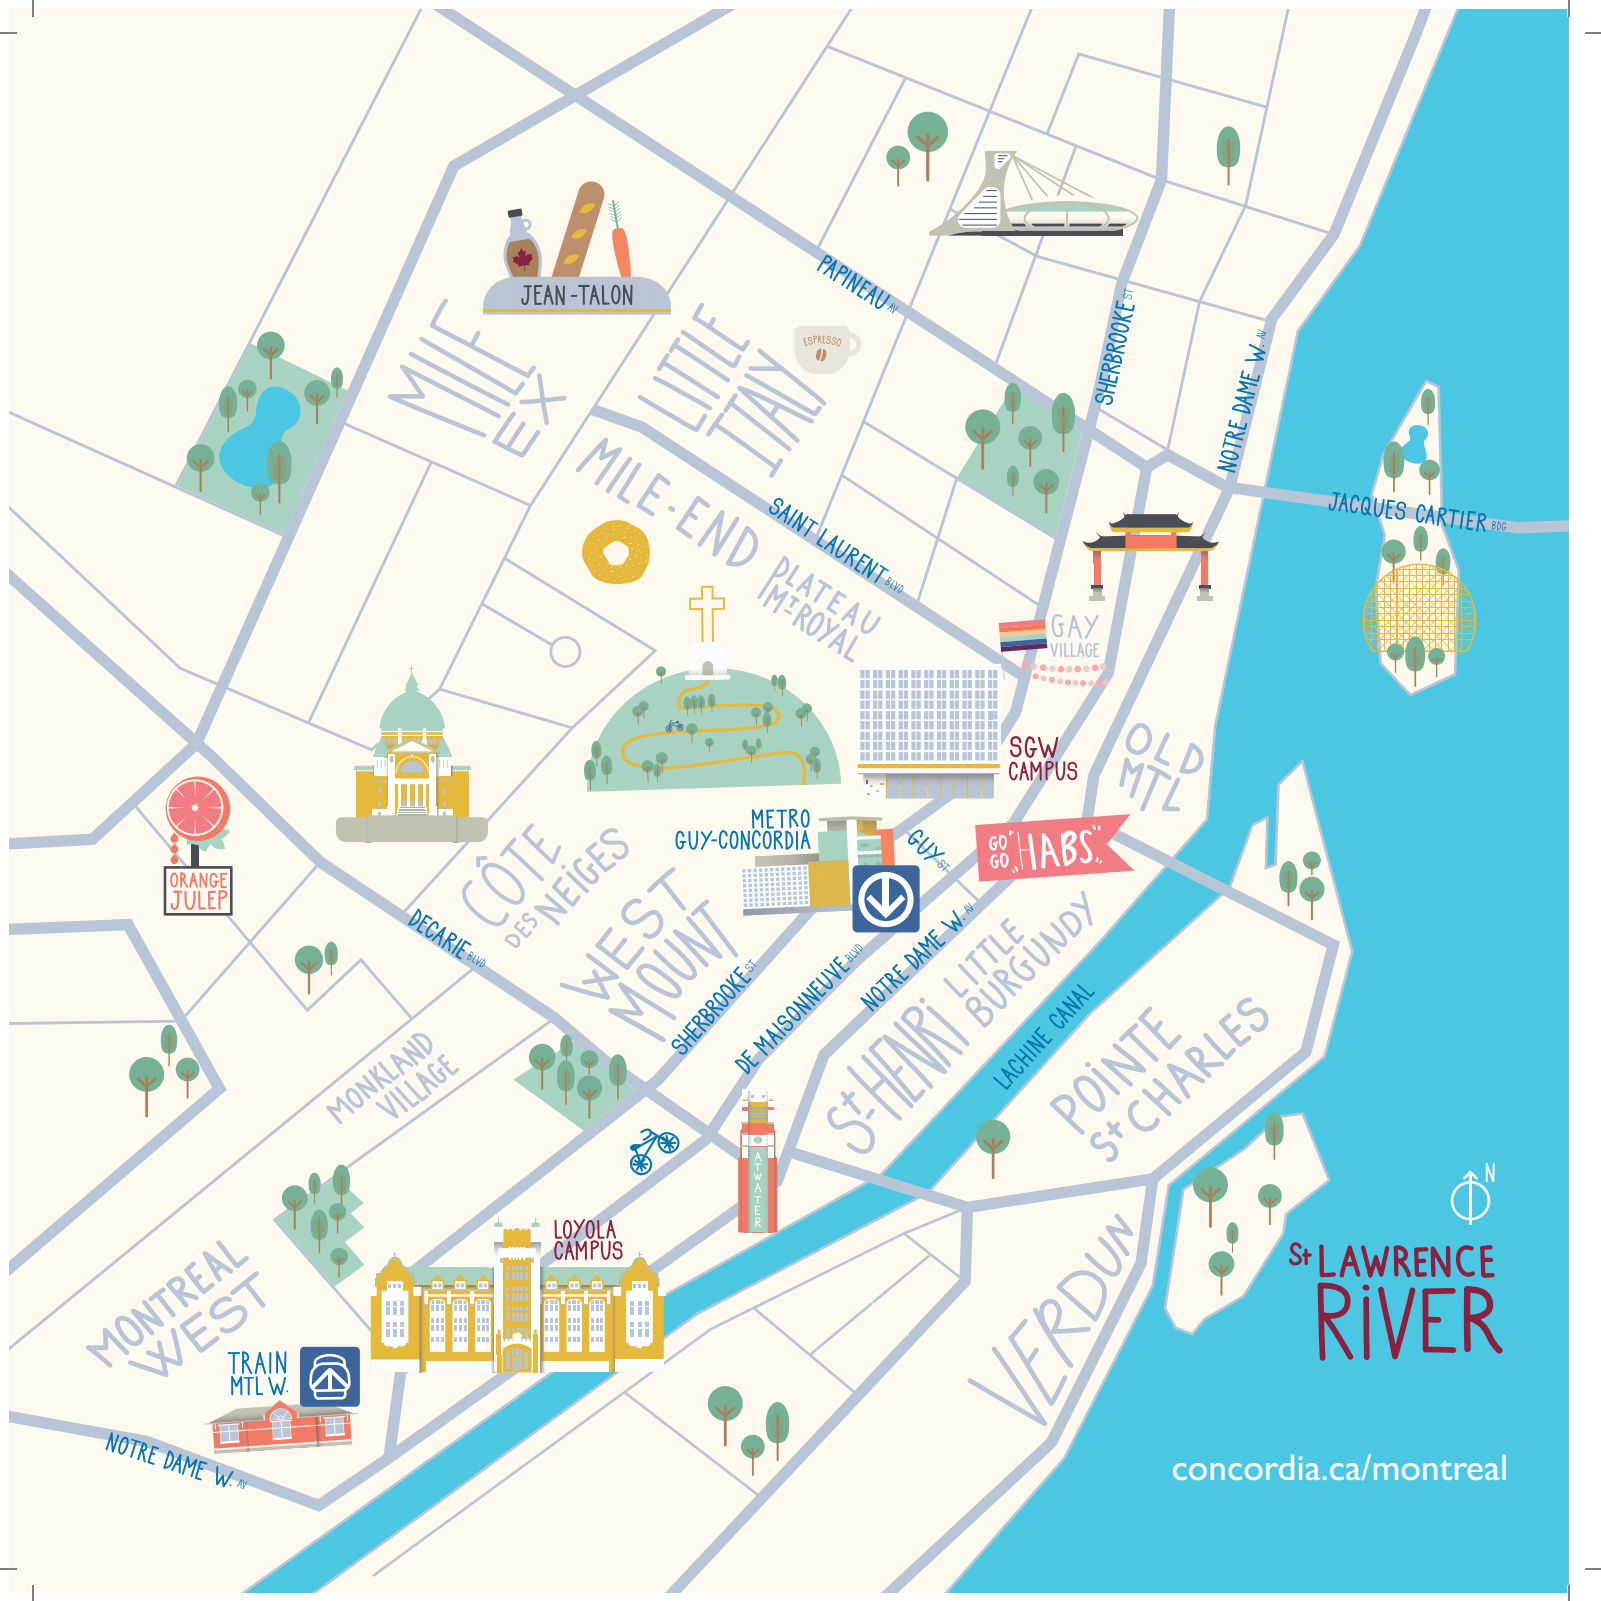 JEAN-TALON
MILE
EX
LITTLE
ITALY
ESPRESSO
PAPINEAU AV
SHERBROOKE ST
NOTRE DAME W. AV
MILE-END
SAINT LAURENT BLVD
JACQUES CARTIER BDG
PLATEAU
MT ROYAL
GAY
VILLAGE
SGW
CAMPUS
OLD
MTL
METRO
GUY-CONCORDIA
GUY ST
GO
GO
HABS
ORANGE
JULEP
CÔTE
DES NEIGES
DECARIE BLVD
WEST
MOUNT
SHERBROOKE ST
DE MAISONNEUVE BLVD
NOTRE DAME W. AV
LITTLE
BURGUNDY
ST-HENRI
LACHINE CANAL
POINTE
St CHARLES
MONKLAND
VILLAGE
ATWATER
LOYOLA
CAMPUS
N
St LAWRENCE
RiVER
MONTREAL
WEST
VERDUN
TRAIN
MTL W.
NOTRE DAME W. AV
concordia.ca/montreal